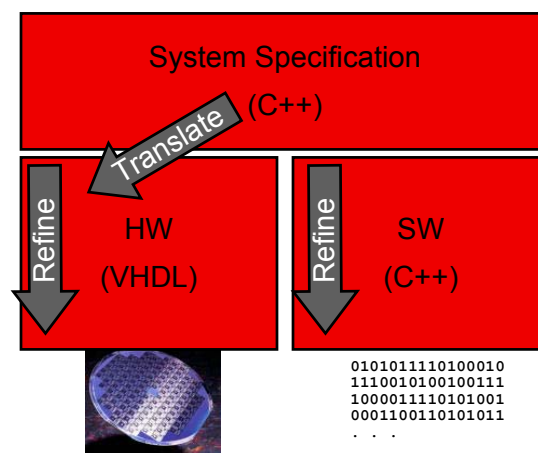 System Specification
(C++)
Translate
Refine
HW
(VHDL)
Refine
SW
(C++)
0101011110100010
1110010100100111
1000011110101001
0001100110101011
. . .